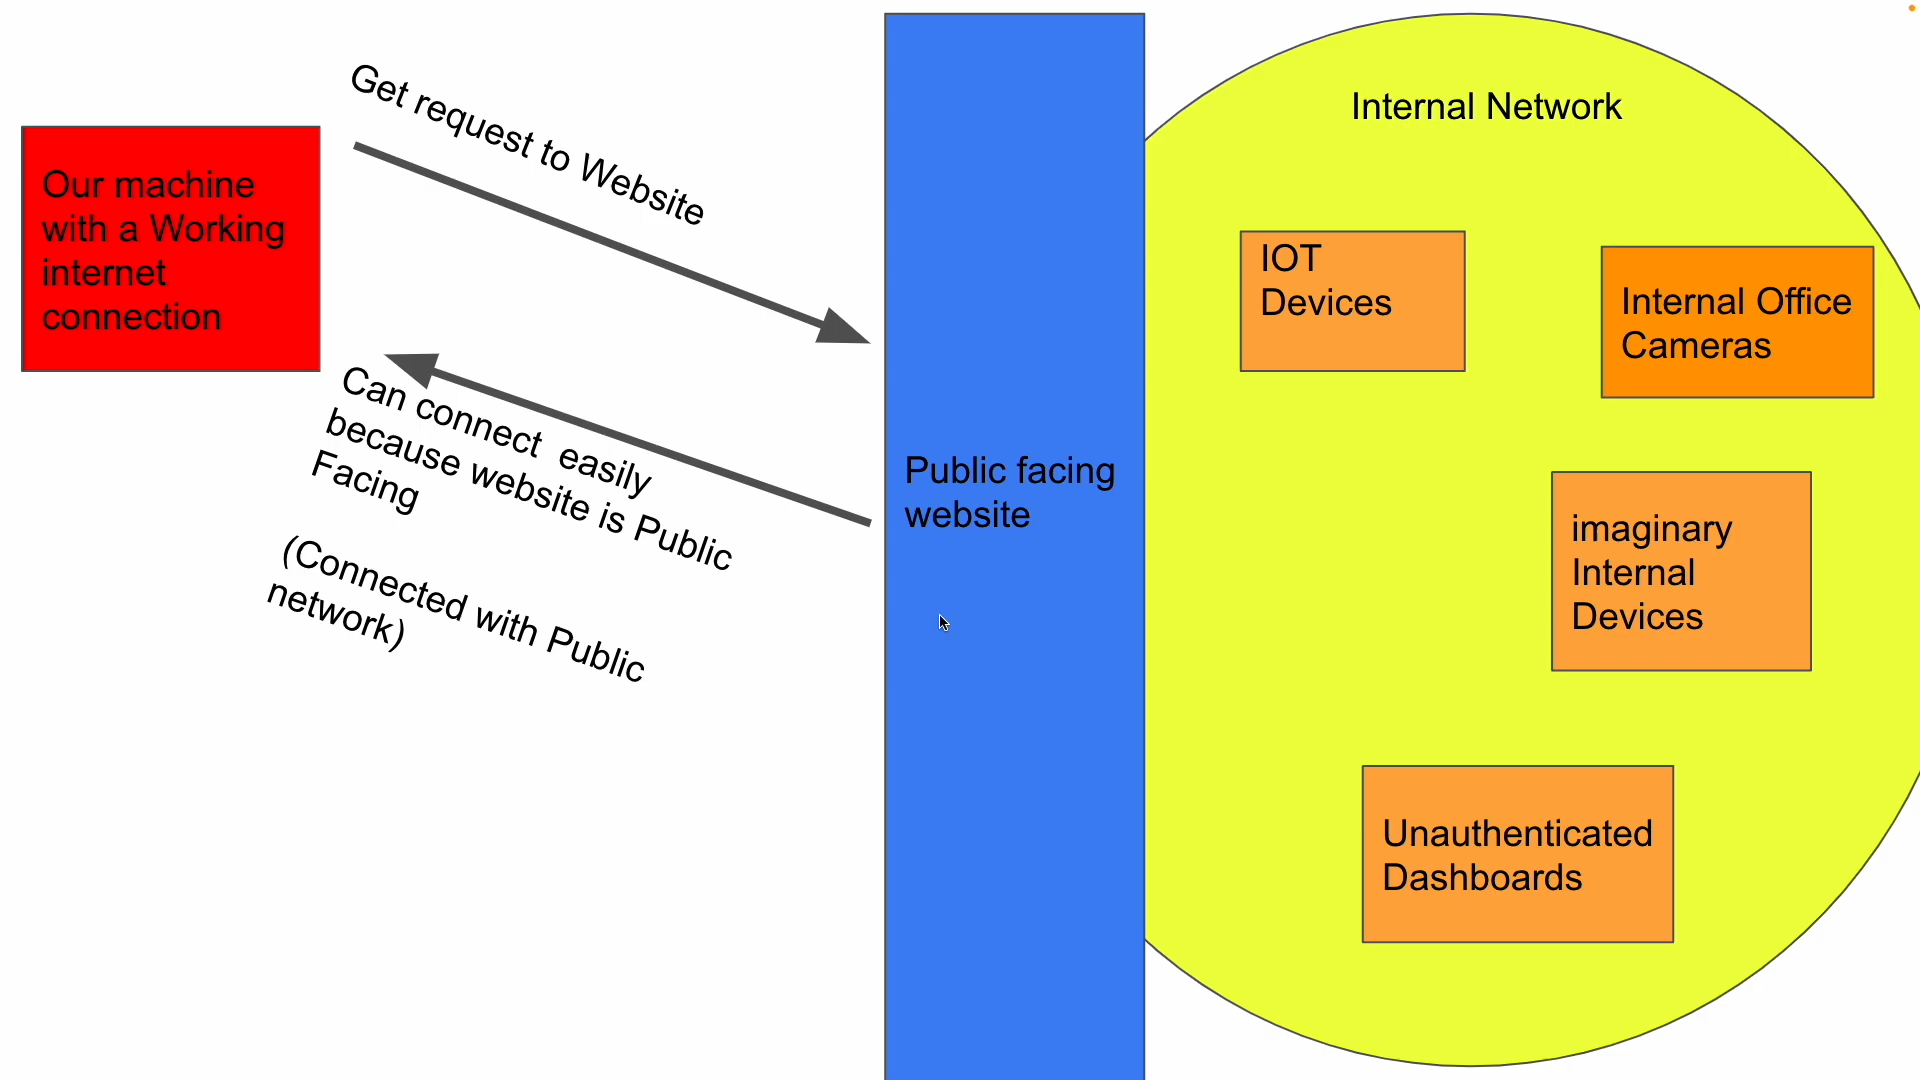 Get request to Website
Our machine
with a Working
internet
connection
Can connect  easily
because website is Public
Facing
(Connected with Public
network)
Public facing
website
Internal Network
IOT
Devices
Internal Office
Cameras
imaginary
Internal
Devices
Unauthenticated
Dashboards